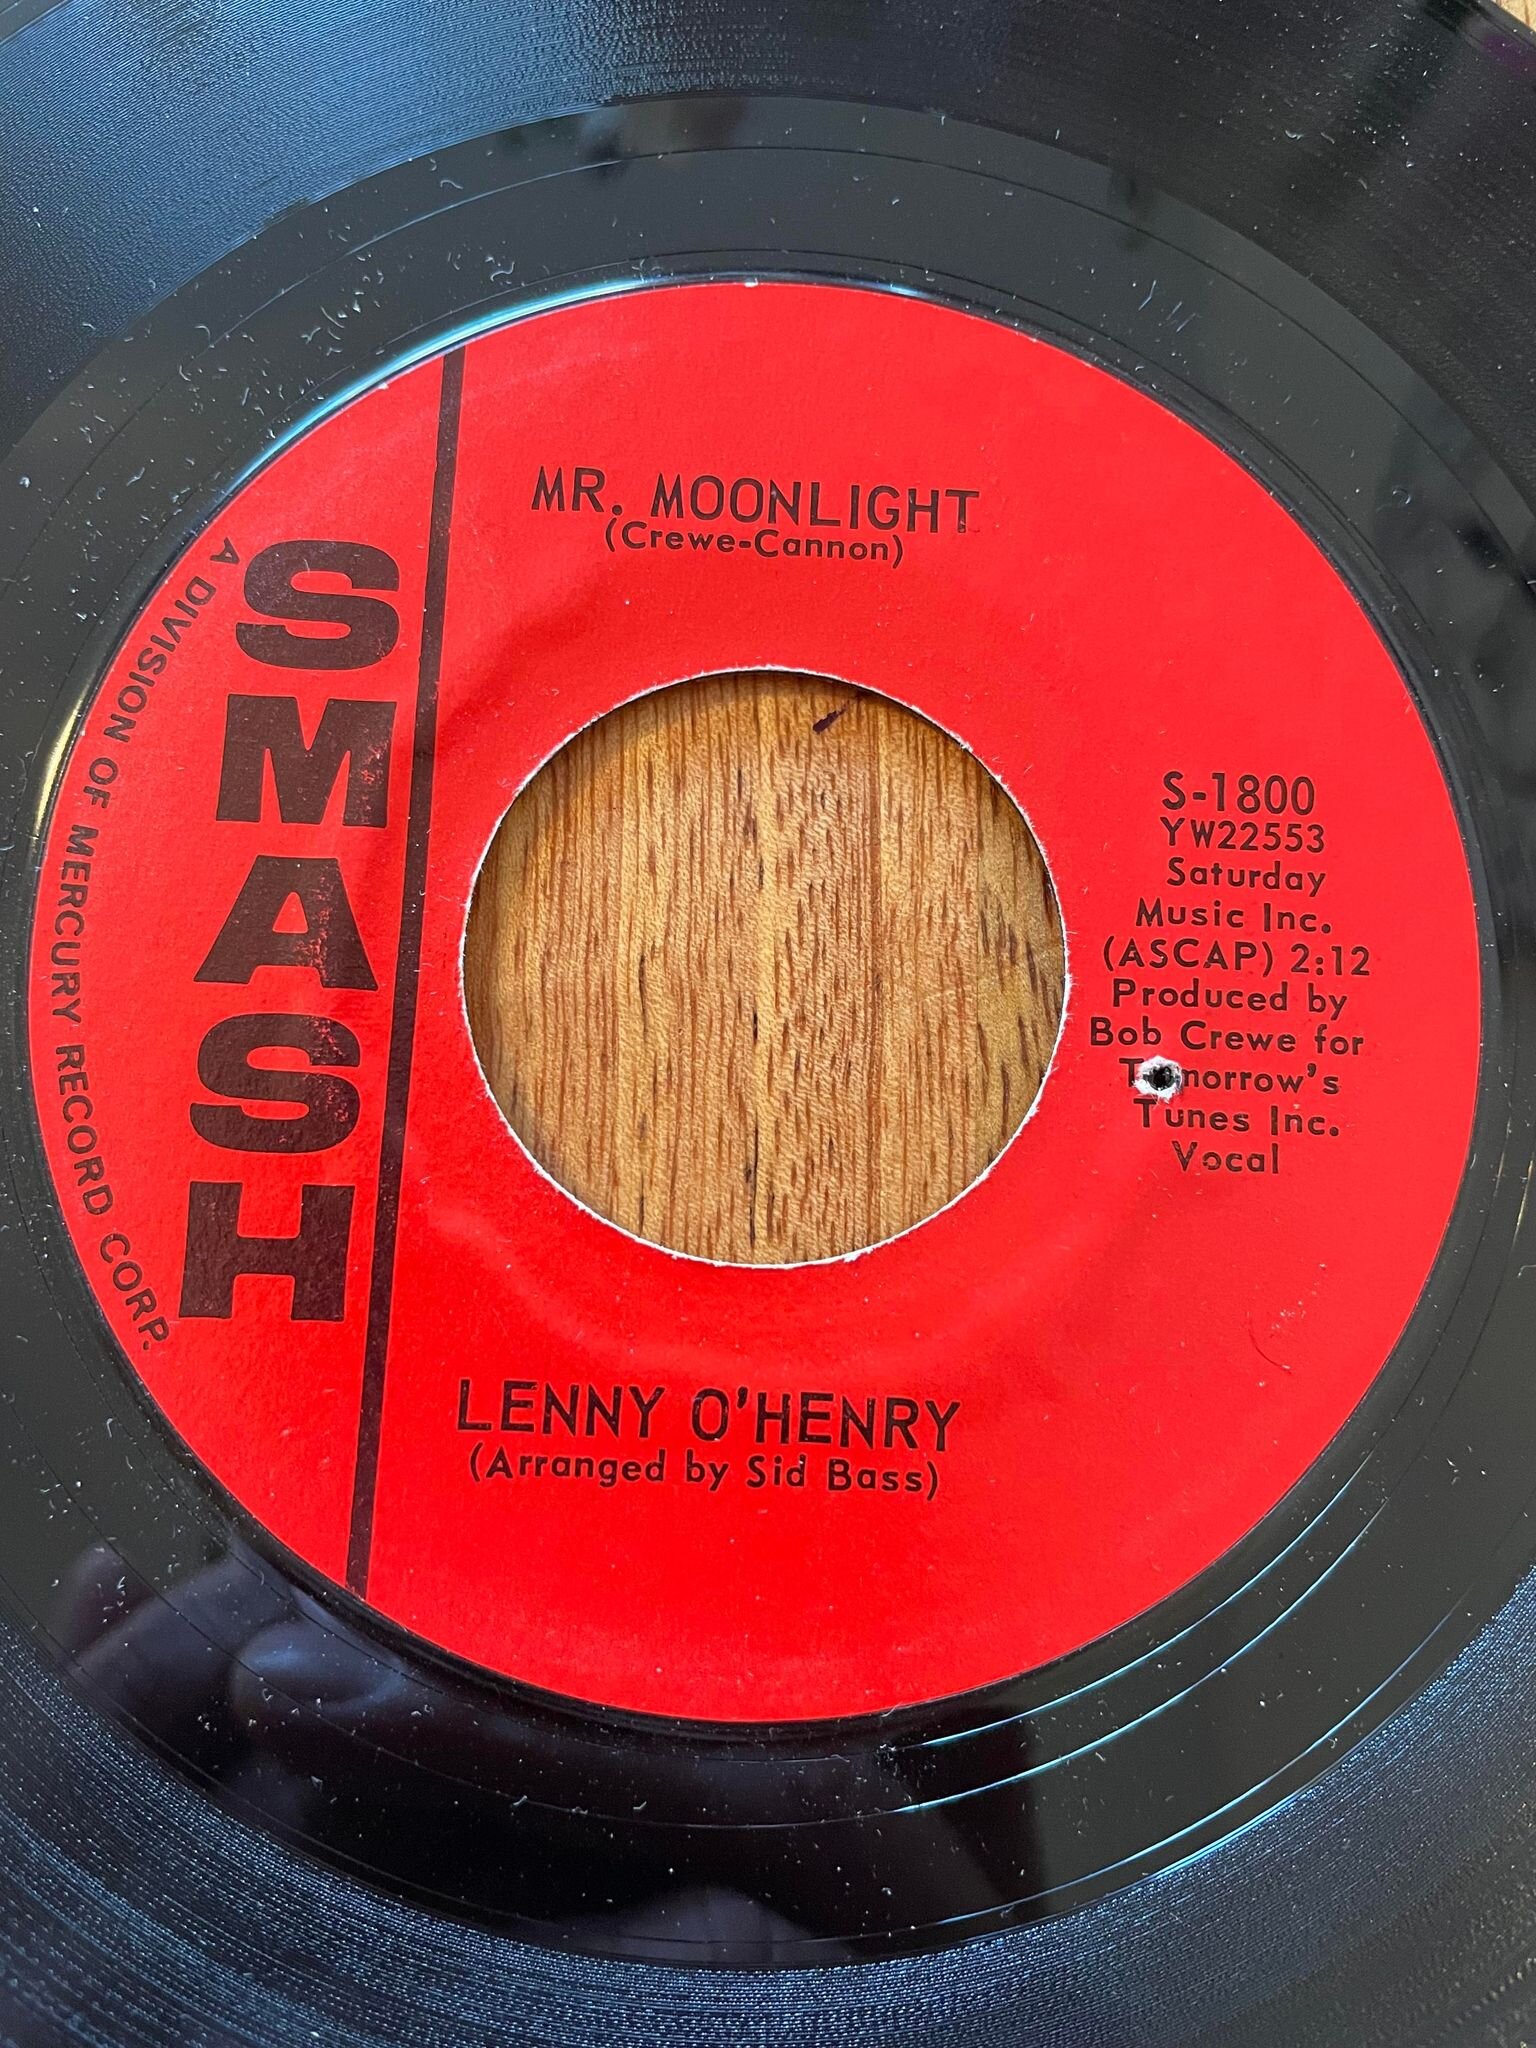 MR. MOONLIGHT
(Crewe-Cannon)
SMASH
A DIVISION OF MERCURY RECORD CORP.
S-1800
YW22553
Saturday
Music Inc.
(ASCAP) 2:12
Produced by
Bob Crewe for
Tomorrow's
Tunes Inc.
Vocal
LENNY O'HENRY
(Arranged by Sid Bass)